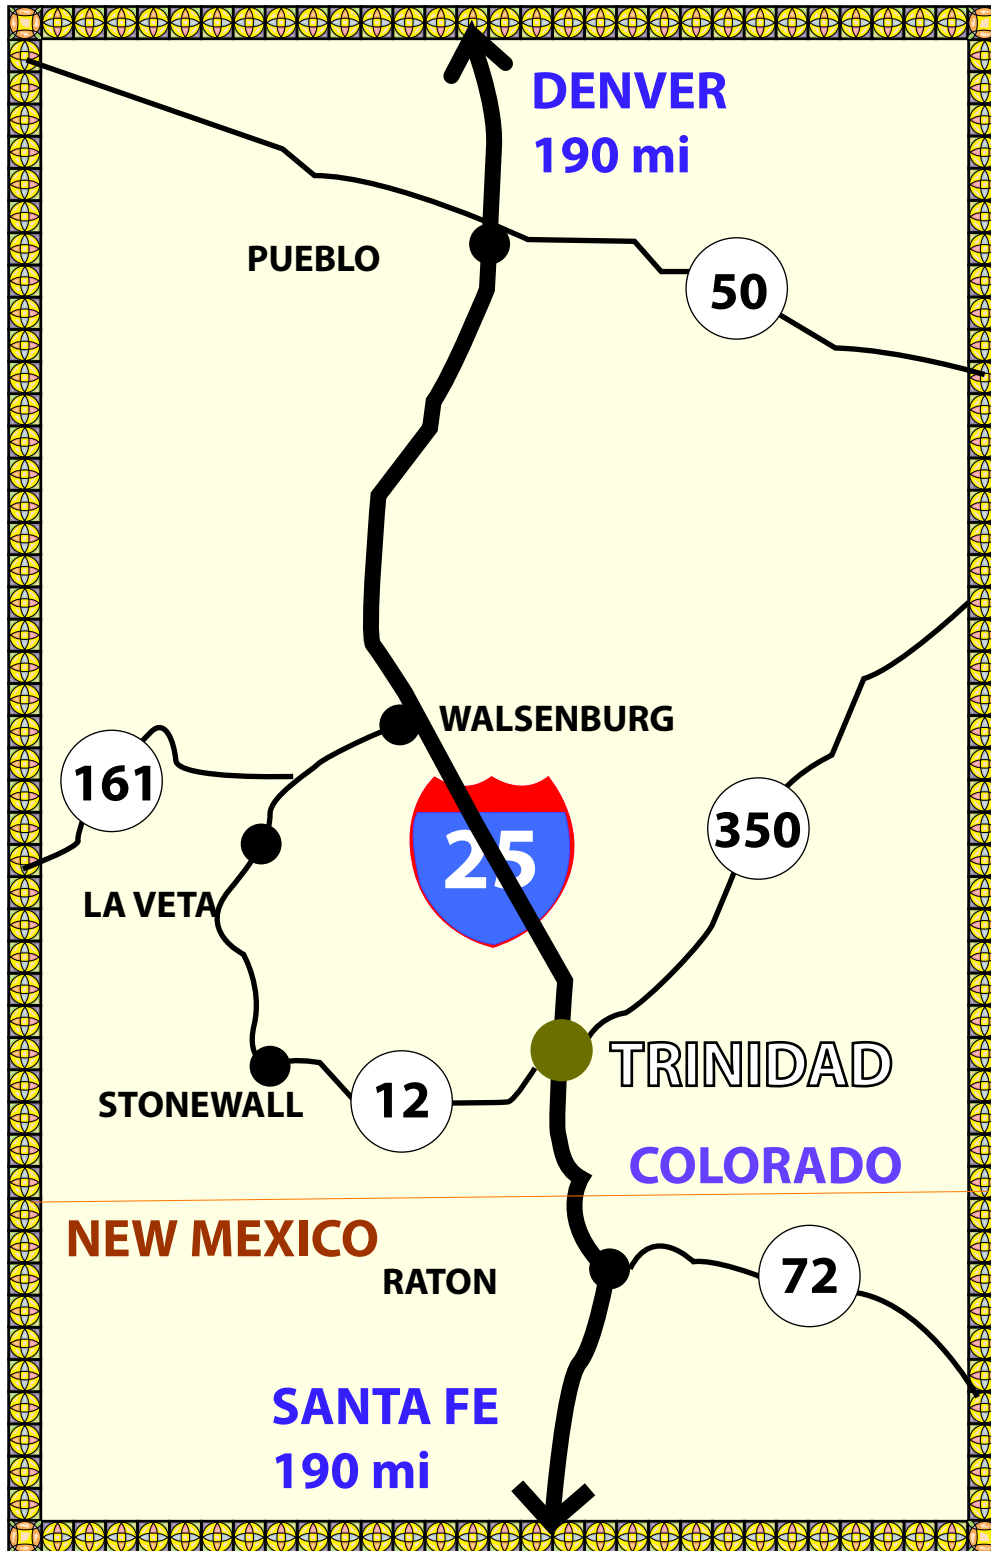 DENVER
190 mi
PUEBLO
50
WALSENBURG
161
25
350
LA VETA
TRINIDAD
12
STONEWALL
COLORADO
NEW MEXICO
RATON
72
SANTA FE
190 mi